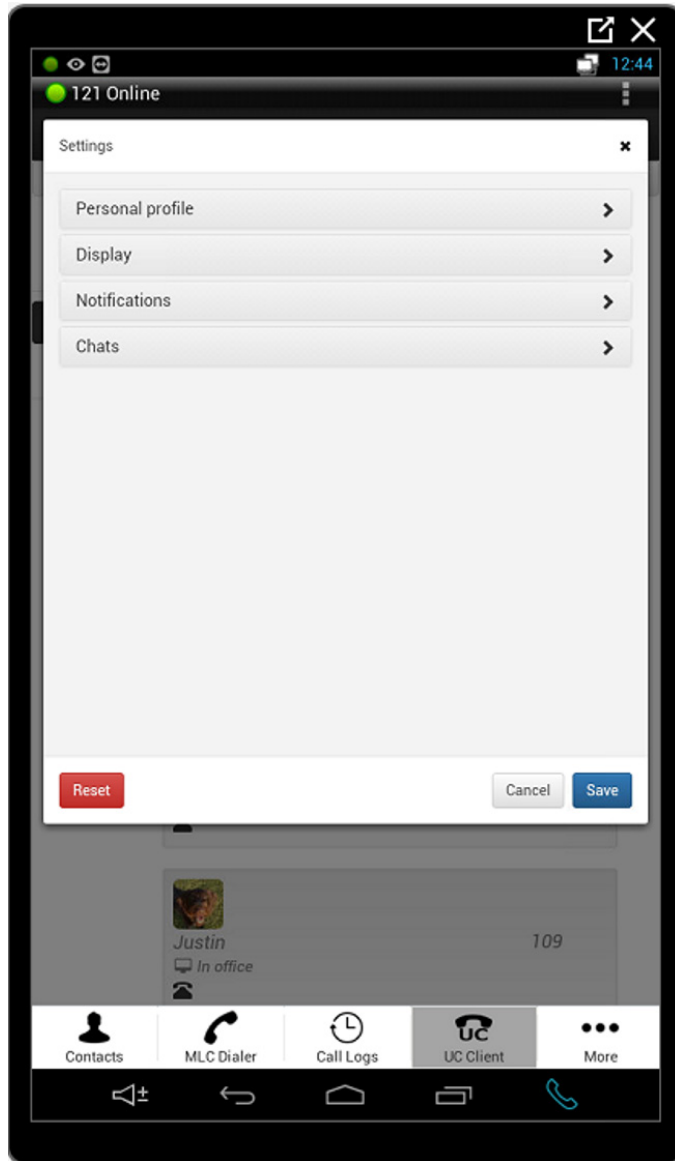 12:44
121 Online
Settings
Personal profile
Display
Notifications
Chats
Reset
Cancel
Save
Justin
109
In office
UC
Contacts
MLC Dialer
Call Logs
UC Client
More